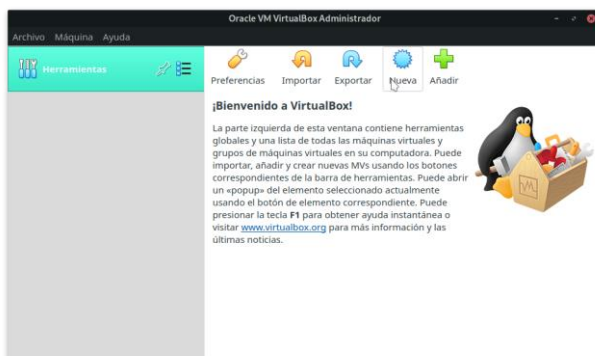 Oracle VM VirtualBox Administrador
Archivo Máquina Ayuda
Herramientas
Preferencias Importar Exportar Nueva Añadir
¡Bienvenido a VirtualBox!
La parte izquierda de esta ventana contiene herramientas
globales y una lista de todas las máquinas virtuales y
grupos de máquinas virtuales en su computadora. Puede
importar, añadir y crear nuevas MVs usando los botones
correspondientes de la barra de herramientas. Puede abrir
un «popup» del elemento seleccionado actualmente
usando el botón de elemento correspondiente. Puede
presionar la tecla F1 para obtener ayuda instantánea o
visitar www.virtualbox.org para más información y las
últimas noticias.
VM